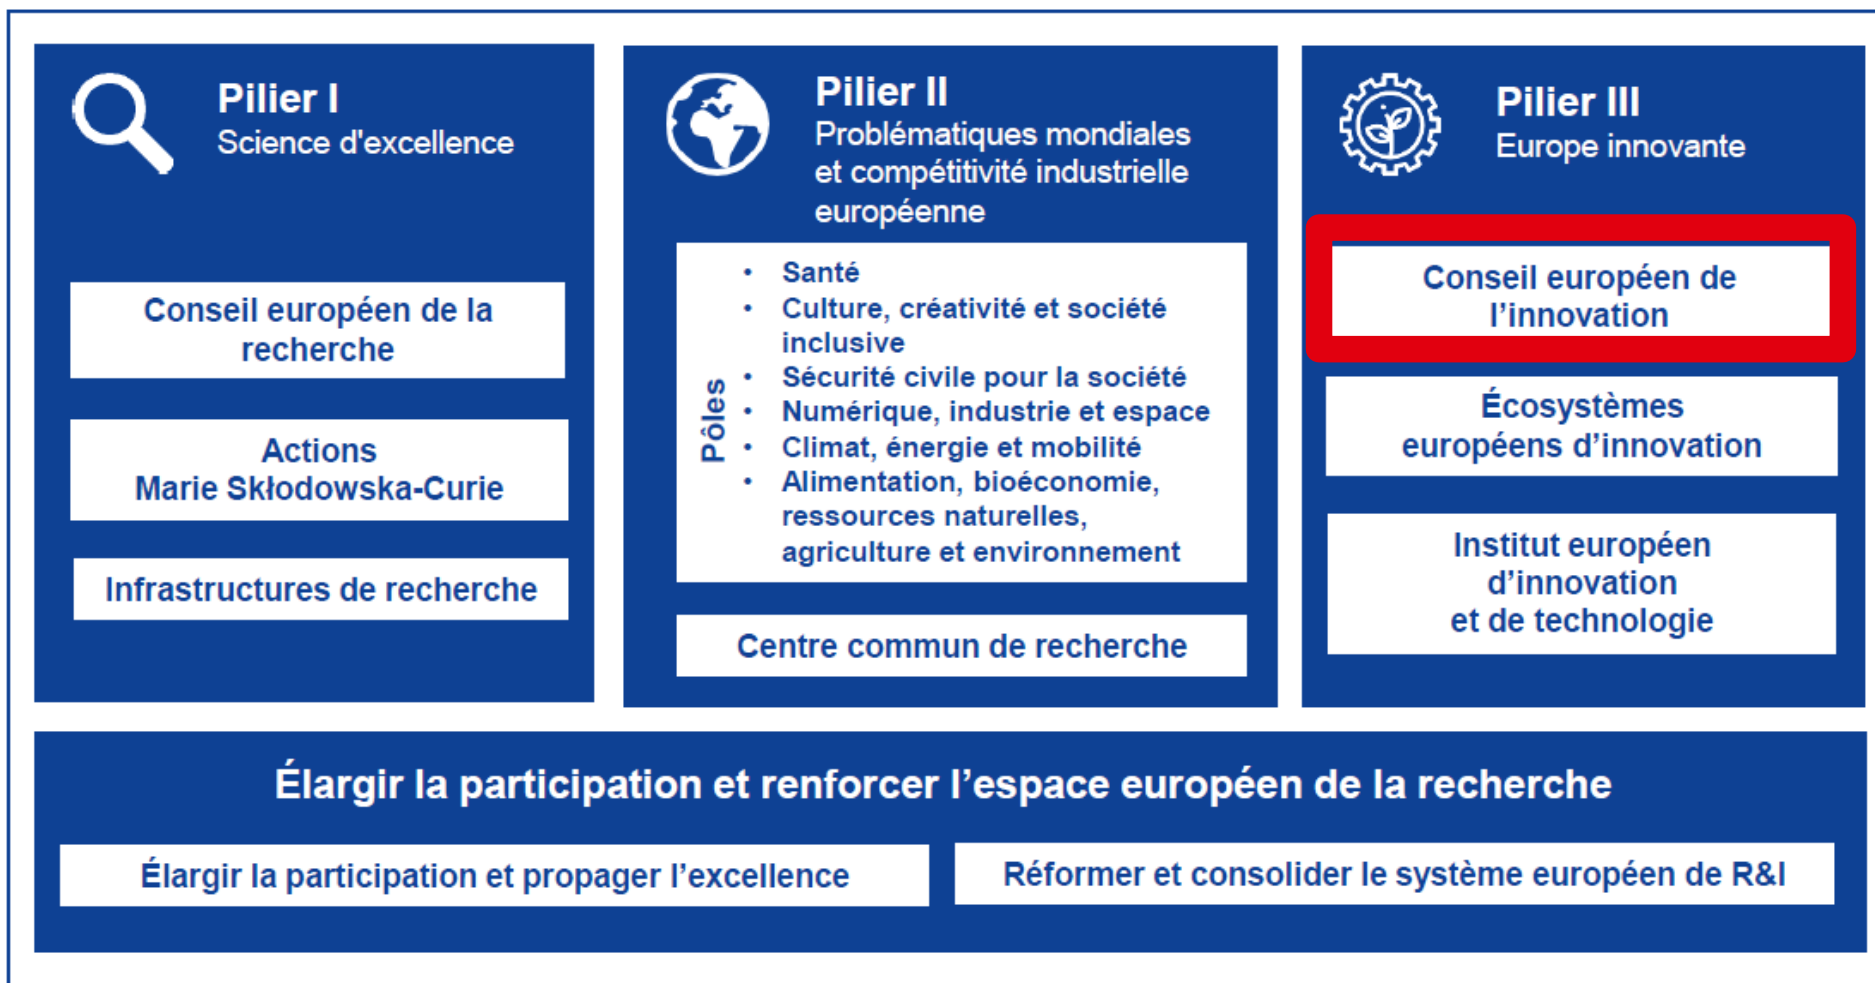 Pilier I
Science d'excellence
Conseil européen de la
recherche
Actions
Marie Skłodowska-Curie
Infrastructures de recherche
Pilier II
Problématiques mondiales
et compétitivité industrielle
européenne
Pôles
• Santé
• Culture, créativité et société
inclusive
• Sécurité civile pour la société
• Numérique, industrie et espace
• Climat, énergie et mobilité
• Alimentation, bioéconomie,
ressources naturelles,
agriculture et environnement
Centre commun de recherche
Pilier III
Europe innovante
Conseil européen de
l’innovation
Écosystèmes
européens d’innovation
Institut européen
d’innovation
et de technologie
Élargir la participation et renforcer l’espace européen de la recherche
Élargir la participation et propager l’excellence
Réformer et consolider le système européen de R&I